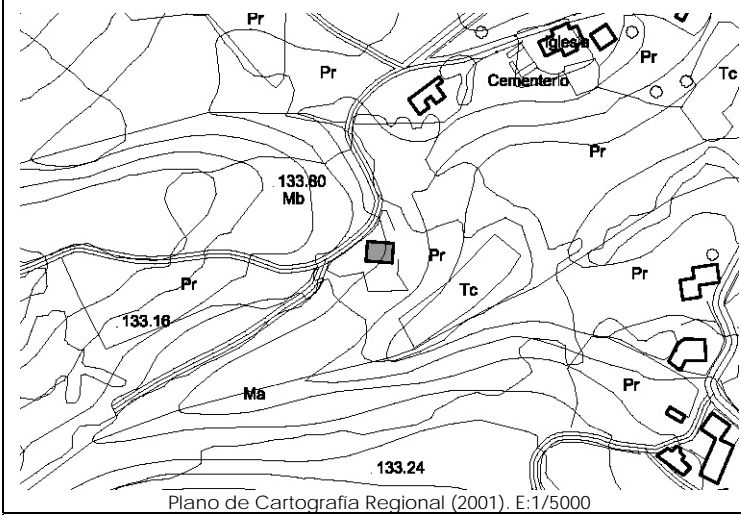 Pr
Iglesia
Pr
Pr
Tc
Cementerio
Pr
133.80
Mb
Pr
Pr
Pr
Tc
133.16
Ma
Pr
133.24
Plano de Cartografía Regional (2001). E:1/5000